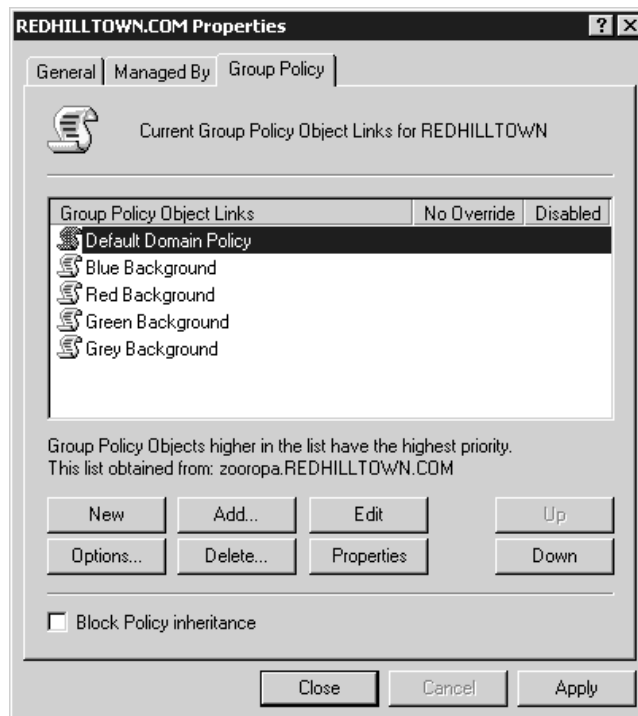 REDHILLTOWN.COM Properties
General Managed By Group Policy
Current Group Policy Object Links for REDHILLTOWN
Group Policy Object Links No Override Disabled
Default Domain Policy
Blue Background
Red Background
Green Background
Grey Background
Group Policy Objects higher in the list have the highest priority.
This list obtained from: zooropa.REDHILLTOWN.COM
New Add... Edit Up
Options... Delete... Properties Down
Block Policy inheritance
Close Cancel Apply